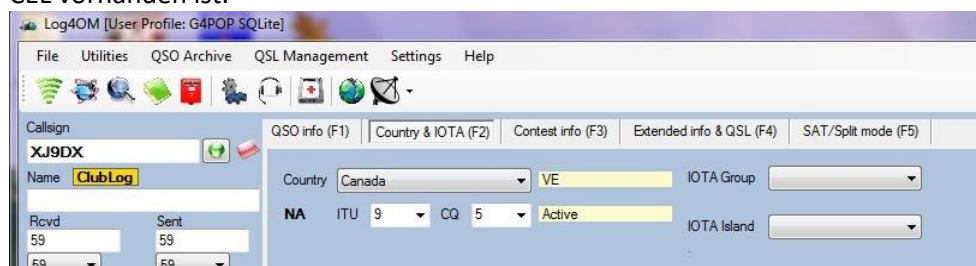 CLL vorhanden ist.
Log4OM [User Profile: G4POP SQLite]
File Utilities QSO Archive QSL Management Settings Help
Callsign
XJ9DX
Name ClubLog
Rcvd Sent
59 59
59 59
QSO info (F1) Country & IOTA (F2) Contest info (F3) Extended info & QSL (F4) SAT/Split mode (F5)
Country Canada VE IOTA Group
NA ITU 9 CQ 5 Active
IOTA Island
-